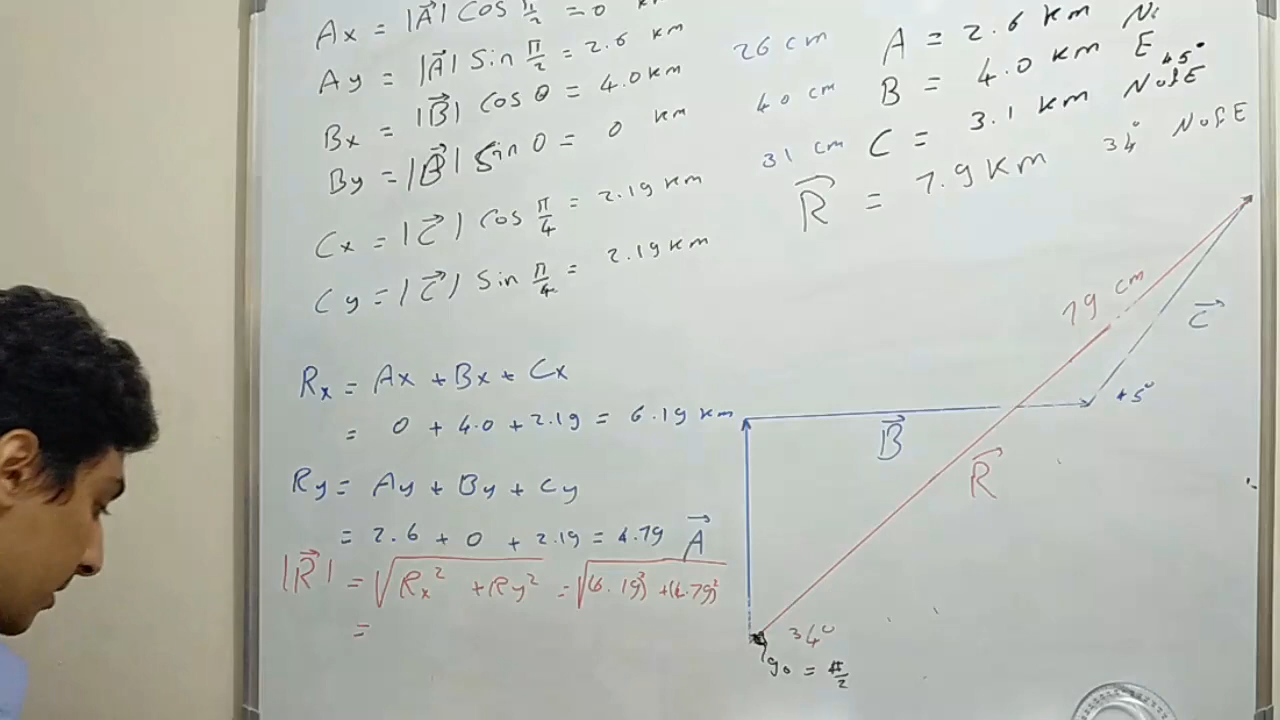 Ax = |A⃗| Cos π/2 = 0 km
Ay = |A⃗| Sin π/2 = 2.6 km
Bx = |B⃗| Cos θ = 4.0 km
By = |B⃗| Sin θ = 0 km
Cx = |C⃗| Cos π/4 = 2.19 km
Cy = |C⃗| Sin π/4 = 2.19 km
Rx = Ax + Bx + Cx
= 0 + 4.0 + 2.19 = 6.19 km
Ry = Ay + By + Cy
= 2.6 + 0 + 2.19 = 4.79
|R⃗| = √Rx² + Ry² = √(6.19)² + (4.79)²
=
26 cm A = 2.6 km
40 cm B = 4.0 km E
31 cm C = 3.1 km 45° NofE
R⃗ = 7.9 km 34° NofE
79 cm
C⃗
45°
B⃗
R⃗
A⃗
34°
90 = π/2